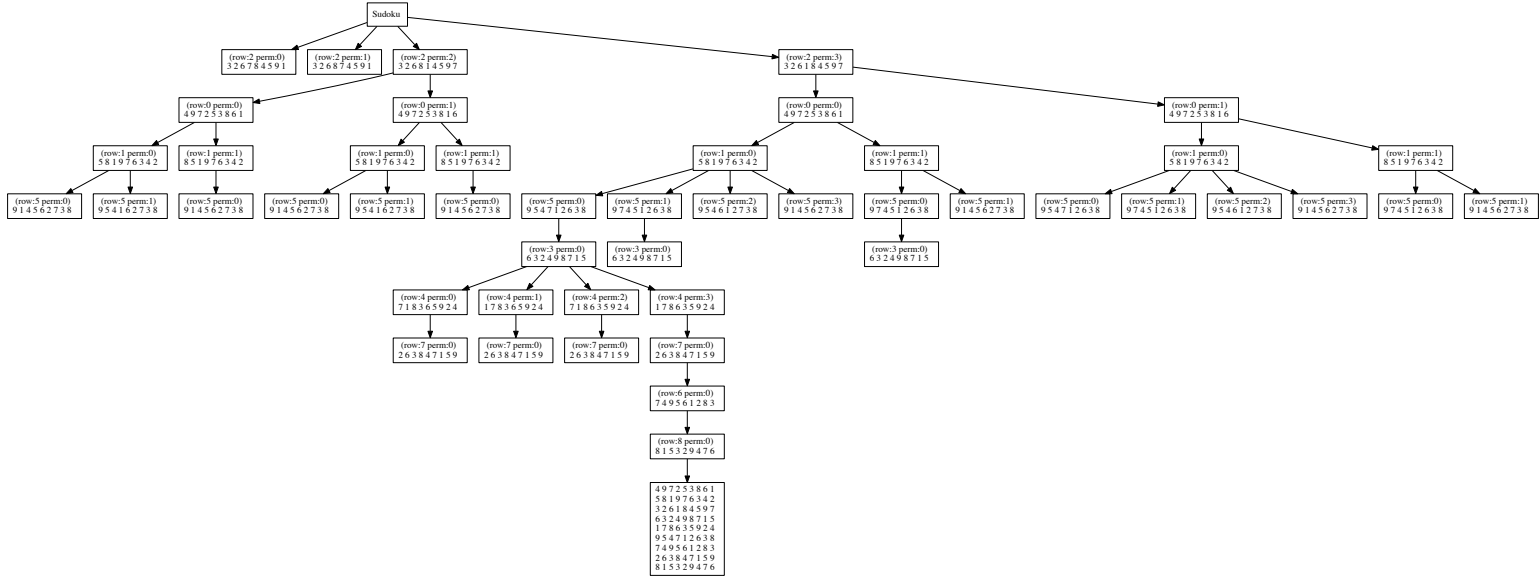 Sudoku
(row:2 perm:0)
3 2 6 7 8 4 5 9 1
(row:2 perm:1)
3 2 6 8 7 4 5 9 1
(row:2 perm:2)
3 2 6 8 1 4 5 9 7
(row:2 perm:3)
3 2 6 1 8 4 5 9 7
(row:0 perm:0)
4 9 7 2 5 3 8 6 1
(row:0 perm:1)
4 9 7 2 5 3 8 1 6
(row:0 perm:0)
4 9 7 2 5 3 8 6 1
(row:0 perm:1)
4 9 7 2 5 3 8 1 6
(row:1 perm:0)
5 8 1 9 7 6 3 4 2
(row:1 perm:1)
8 5 1 9 7 6 3 4 2
(row:1 perm:0)
5 8 1 9 7 6 3 4 2
(row:1 perm:1)
8 5 1 9 7 6 3 4 2
(row:1 perm:0)
5 8 1 9 7 6 3 4 2
(row:1 perm:1)
8 5 1 9 7 6 3 4 2
(row:1 perm:0)
5 8 1 9 7 6 3 4 2
(row:1 perm:1)
8 5 1 9 7 6 3 4 2
(row:5 perm:0)
9 1 4 5 6 2 7 3 8
(row:5 perm:1)
9 5 4 1 6 2 7 3 8
(row:5 perm:0)
9 1 4 5 6 2 7 3 8
(row:5 perm:0)
9 1 4 5 6 2 7 3 8
(row:5 perm:1)
9 5 4 1 6 2 7 3 8
(row:5 perm:0)
9 1 4 5 6 2 7 3 8
(row:5 perm:0)
9 5 4 7 1 2 6 3 8
(row:5 perm:1)
9 7 4 5 1 2 6 3 8
(row:5 perm:2)
9 5 4 6 1 2 7 3 8
(row:5 perm:3)
9 1 4 5 6 2 7 3 8
(row:5 perm:0)
9 7 4 5 1 2 6 3 8
(row:5 perm:1)
9 1 4 5 6 2 7 3 8
(row:5 perm:0)
9 5 4 7 1 2 6 3 8
(row:5 perm:1)
9 7 4 5 1 2 6 3 8
(row:5 perm:2)
9 5 4 6 1 2 7 3 8
(row:5 perm:3)
9 1 4 5 6 2 7 3 8
(row:5 perm:0)
9 7 4 5 1 2 6 3 8
(row:5 perm:1)
9 1 4 5 6 2 7 3 8
(row:3 perm:0)
6 3 2 4 9 8 7 1 5
(row:3 perm:0)
6 3 2 4 9 8 7 1 5
(row:3 perm:0)
6 3 2 4 9 8 7 1 5
(row:4 perm:0)
7 1 8 3 6 5 9 2 4
(row:4 perm:1)
1 7 8 3 6 5 9 2 4
(row:4 perm:2)
7 1 8 6 3 5 9 2 4
(row:4 perm:3)
1 7 8 6 3 5 9 2 4
(row:7 perm:0)
2 6 3 8 4 7 1 5 9
(row:7 perm:0)
2 6 3 8 4 7 1 5 9
(row:7 perm:0)
2 6 3 8 4 7 1 5 9
(row:7 perm:0)
2 6 3 8 4 7 1 5 9
(row:6 perm:0)
7 4 9 5 6 1 2 8 3
(row:8 perm:0)
8 1 5 3 2 9 4 7 6
4 9 7 2 5 3 8 6 1
5 8 1 9 7 6 3 4 2
3 2 6 1 8 4 5 9 7
6 3 2 4 9 8 7 1 5
1 7 8 6 3 5 9 2 4
9 5 4 7 1 2 6 3 8
7 4 9 5 6 1 2 8 3
2 6 3 8 4 7 1 5 9
8 1 5 3 2 9 4 7 6